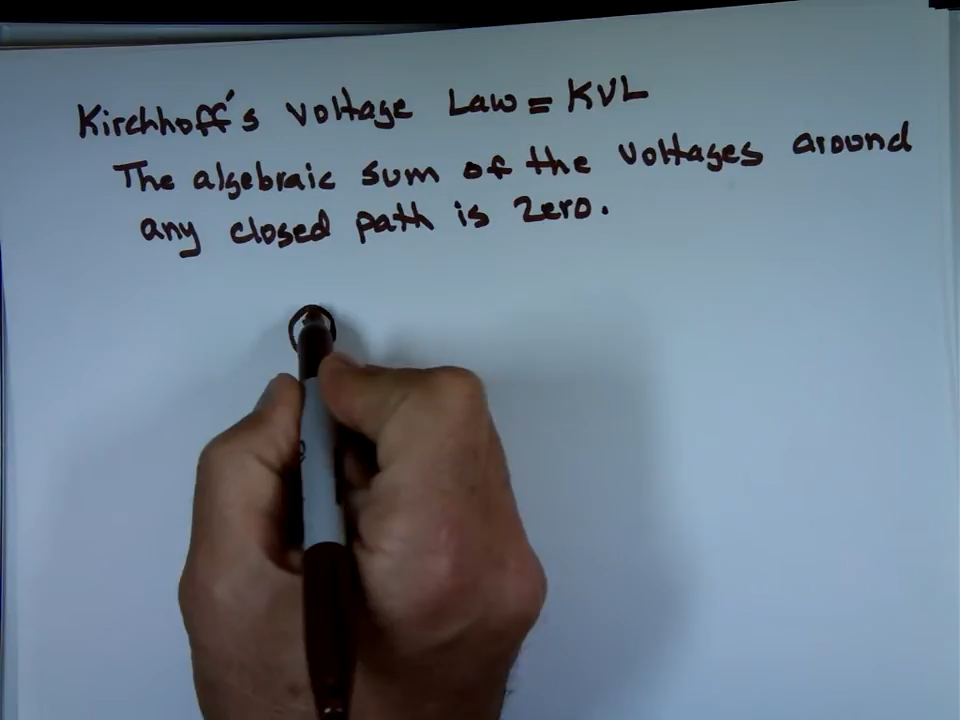 Kirchhoff's Voltage Law = KVL
The algebraic sum of the voltages around
any closed path is zero.